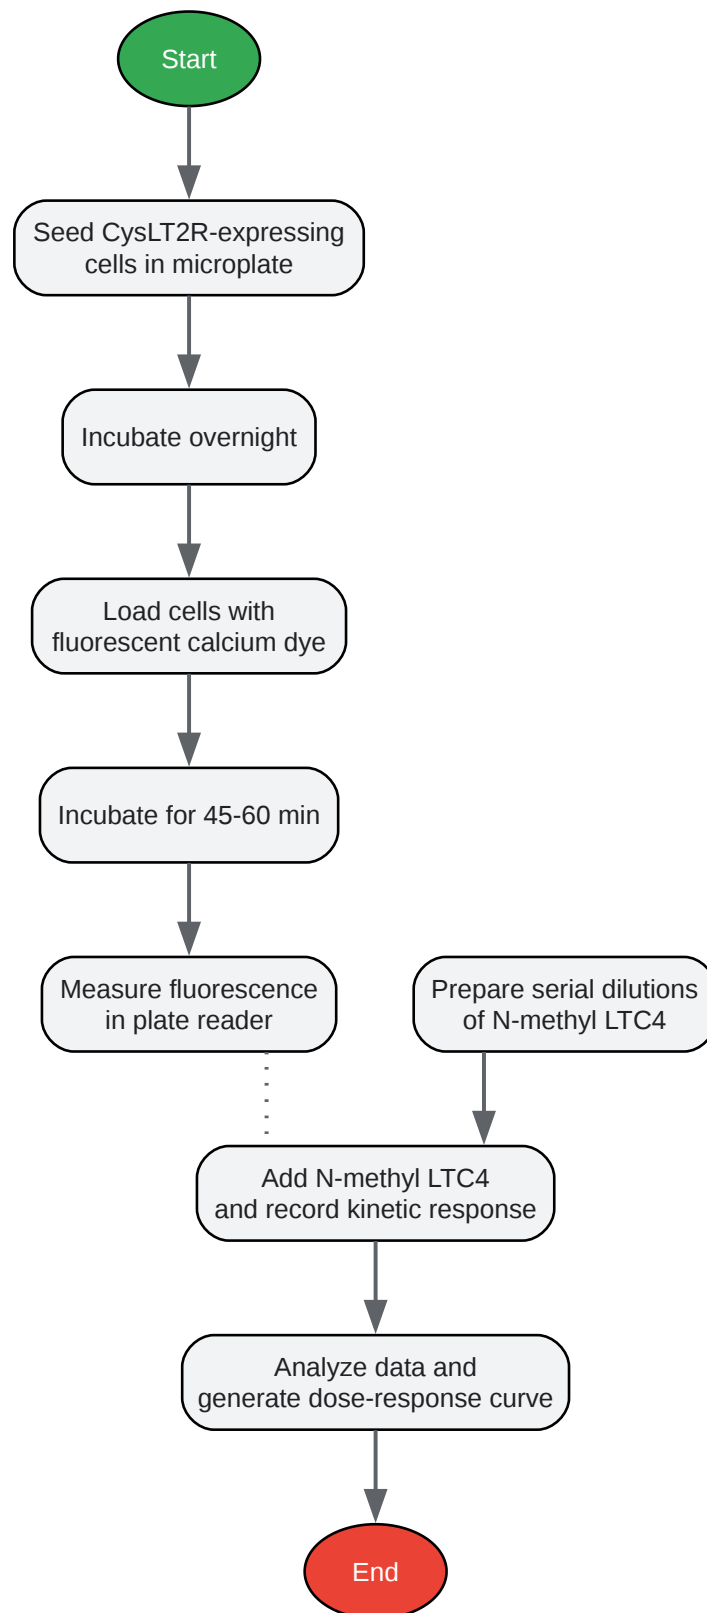 Start
Seed CysLT2R-expressing
cells in microplate
Incubate overnight
Load cells with
fluorescent calcium dye
Incubate for 45-60 min
Measure fluorescence
in plate reader
Prepare serial dilutions
of N-methyl LTC4
Add N-methyl LTC4
and record kinetic response
Analyze data and
generate dose-response curve
End